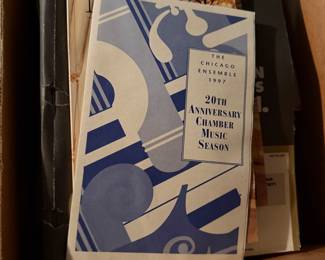 THE
CHICAGO
ENSEMBLE
1997
20TH
ANNIVERSARY
CHAMBER
MUSIC
SEASON